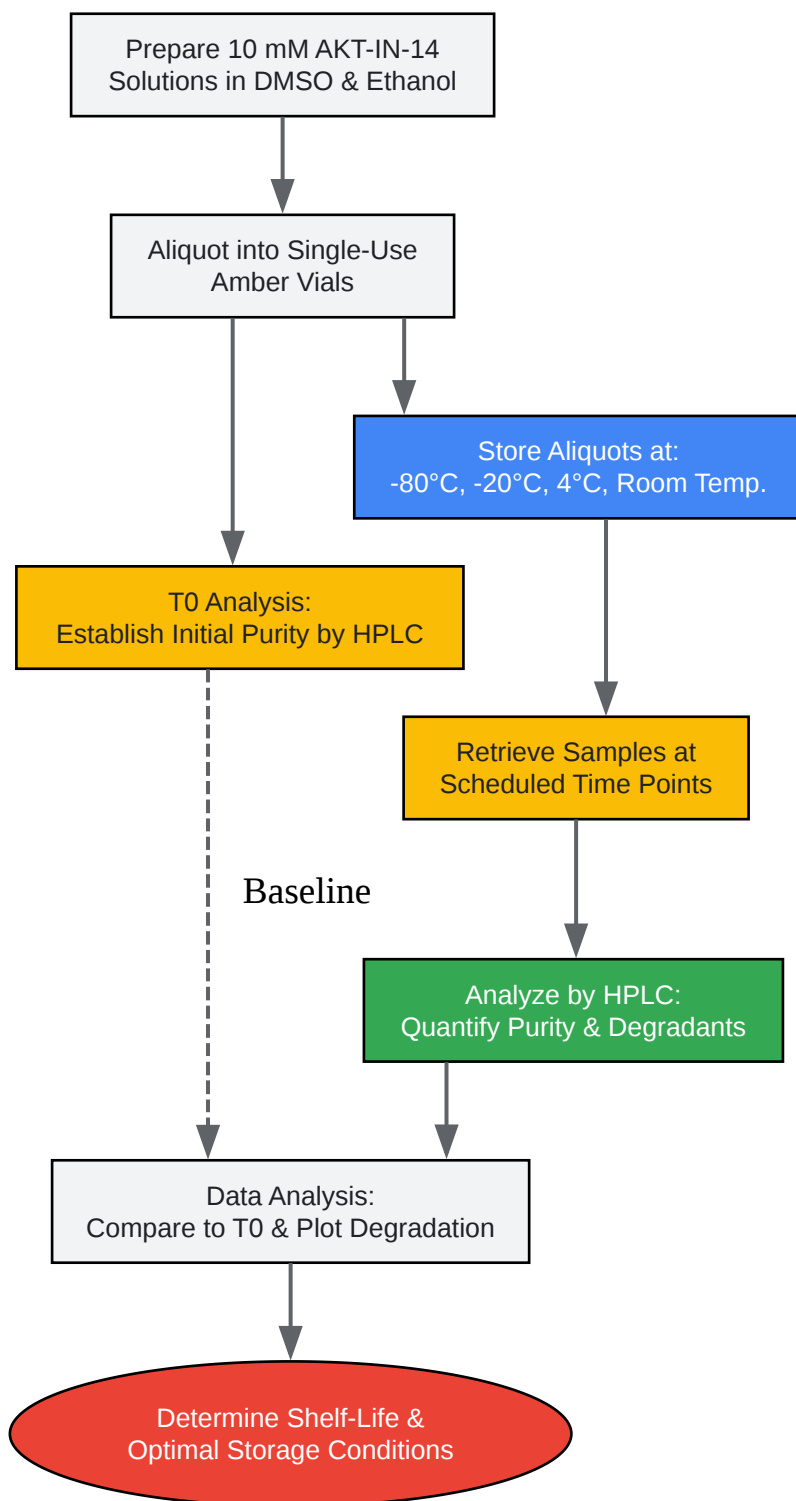 Prepare 10 mM AKT-IN-14
Solutions in DMSO & Ethanol
Aliquot into Single-Use
Amber Vials
Store Aliquots at:
-80°C, -20°C, 4°C, Room Temp.
T0 Analysis:
Establish Initial Purity by HPLC
Retrieve Samples at
Scheduled Time Points
Baseline
Analyze by HPLC:
Quantify Purity & Degradants
Data Analysis:
Compare to T0 & Plot Degradation
Determine Shelf-Life &
Optimal Storage Conditions